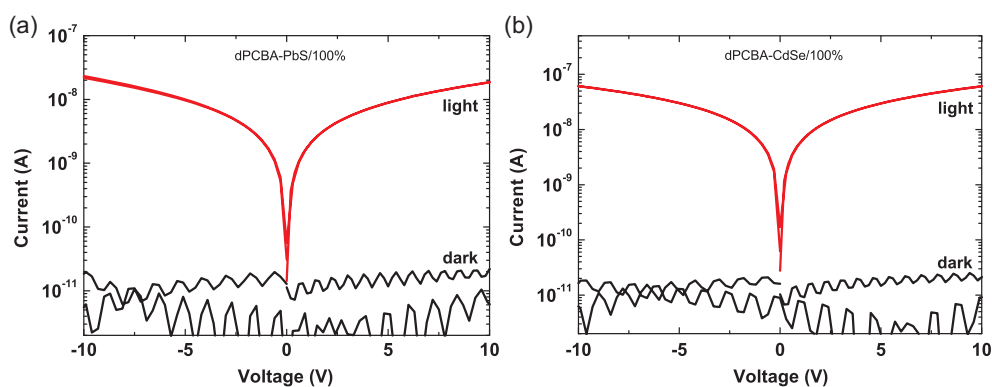 (a)
dPCBA-PbS/100%
light
dark
Current (A)
10⁻⁷
10⁻⁸
10⁻⁹
10⁻¹⁰
10⁻¹¹
-10
-5
0
5
10
Voltage (V)
(b)
dPCBA-CdSe/100%
light
dark
Current (A)
10⁻⁷
10⁻⁸
10⁻⁹
10⁻¹⁰
10⁻¹¹
-10
-5
0
5
10
Voltage (V)